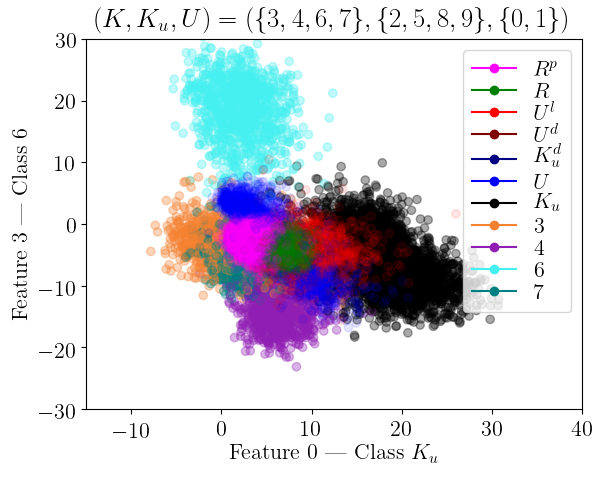 (K, K_u, U) = ({3, 4, 6, 7}, {2, 5, 8, 9}, {0, 1})
30
20
10
0
−10
−20
−30
Feature 3 — Class 6
R^p
R
U^l
U^d
K_u^d
U
K_u
3
4
6
7
−10
0
10
20
30
40
Feature 0 — Class K_u